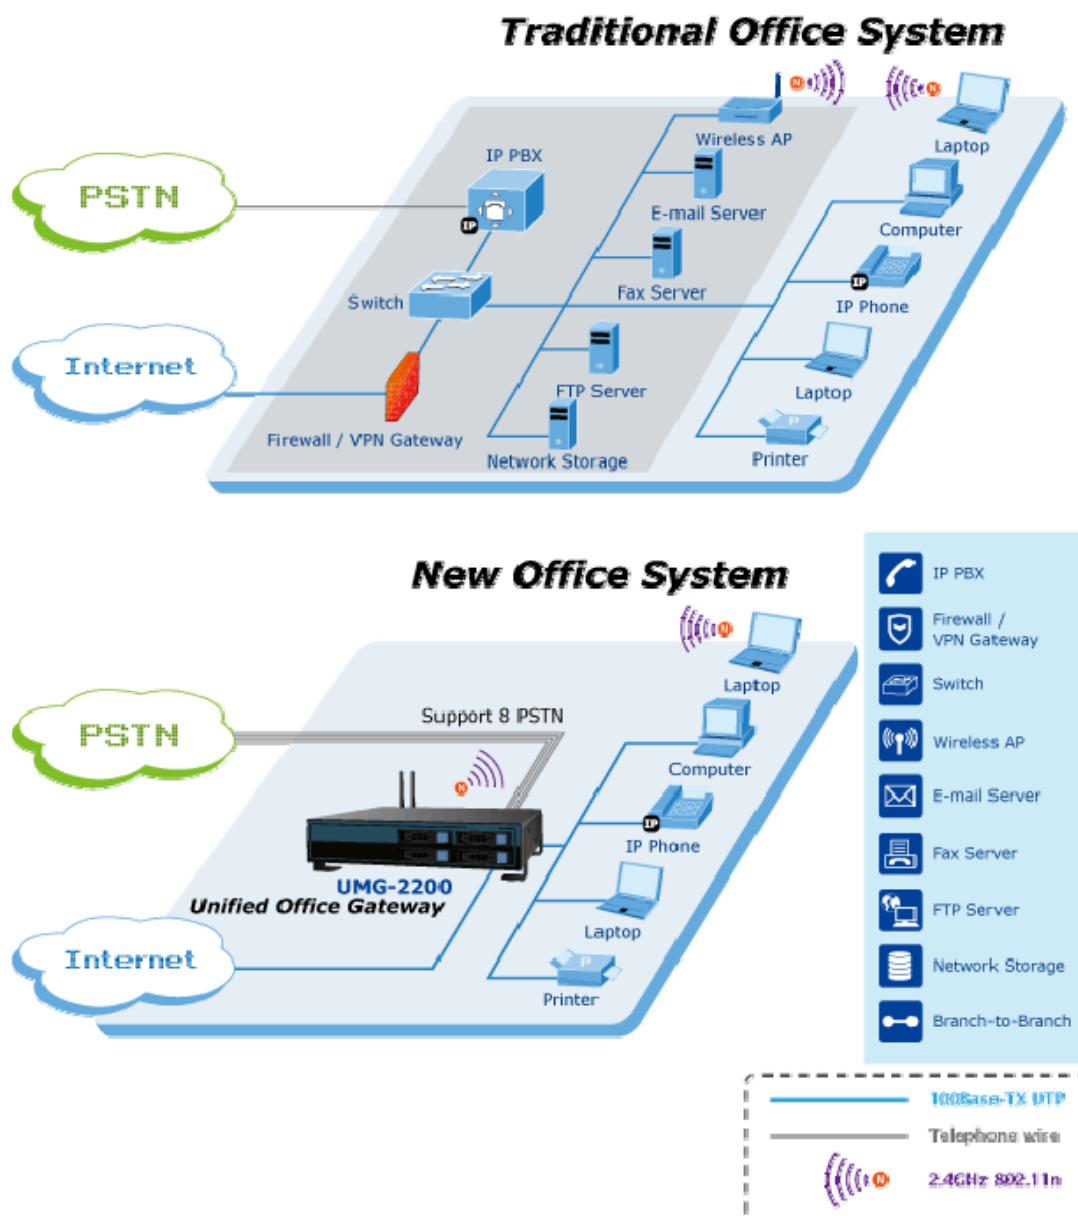 Traditional Office System
Wireless AP
Laptop
IP PBX
PSTN
IP
E-mail Server
Computer
Switch
Fax Server
IP
IP Phone
Internet
FTP Server
Laptop
Firewall / VPN Gateway
Network Storage
P
Printer
New Office System
N
N
Laptop
PSTN
Support 8 PSTN
Computer
N
N
IP
IP Phone
UMG-2200
Unified Office Gateway
Laptop
Internet
P
Printer
IP PBX
Firewall /
VPN Gateway
Switch
Wireless AP
E-mail Server
Fax Server
FTP Server
Network Storage
Branch-to-Branch
100Base-TX UTP
Telephone wire
N
2.4GHz 802.11n